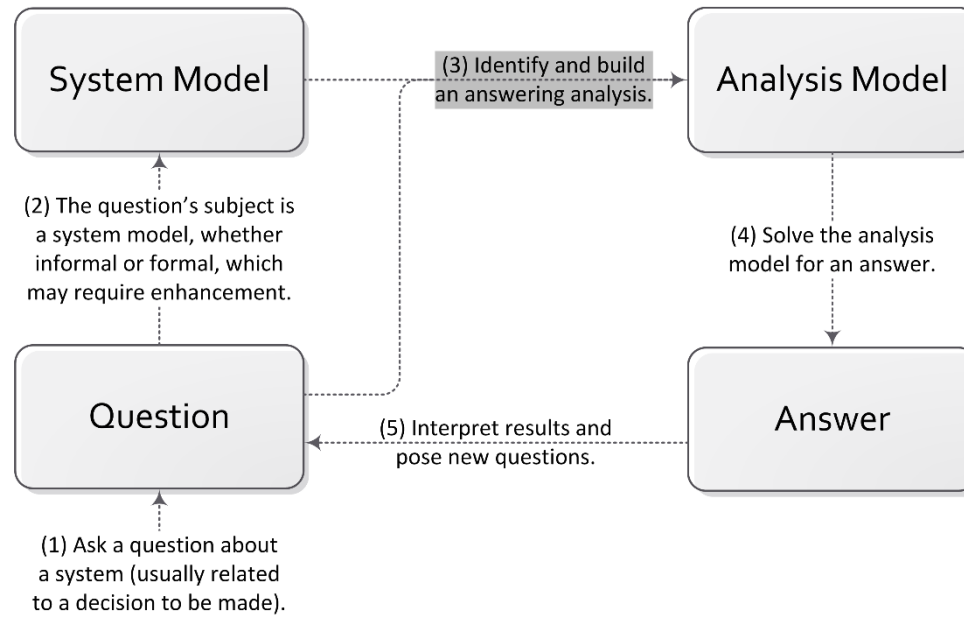 System Model
(3) Identify and build
an answering analysis.
Analysis Model
(2) The question’s subject is
a system model, whether
informal or formal, which
may require enhancement.
(4) Solve the analysis
model for an answer.
Question
(5) Interpret results and
pose new questions.
Answer
(1) Ask a question about
a system (usually related
to a decision to be made).